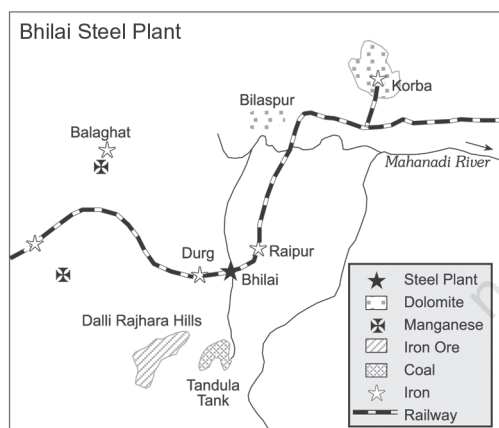 Bhilai Steel Plant
Korba
Bilaspur
Balaghat
Mahanadi River
Durg
Raipur
Bhilai
Dalli Rajhara Hills
Tandula
Tank
Steel Plant
Dolomite
Manganese
Iron Ore
Coal
Iron
Railway